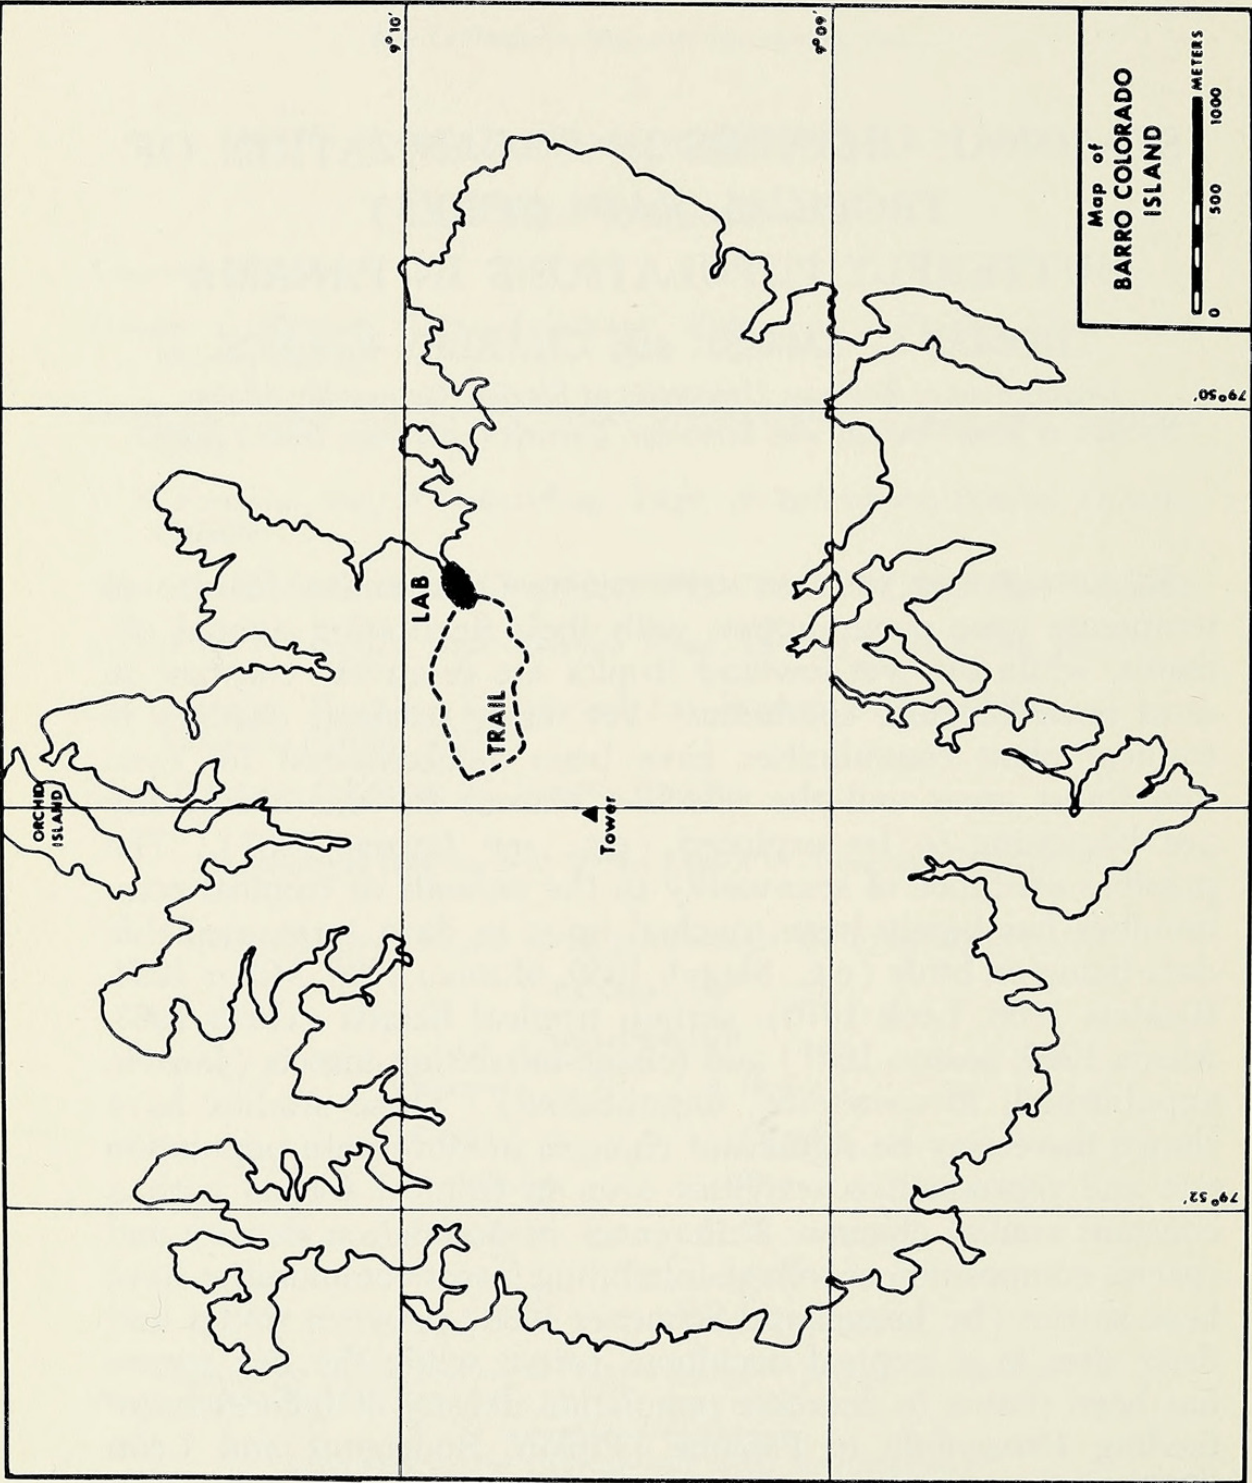 Map of
BARRO COLORADO
ISLAND
0 500 1000 METERS
9°10'
9°09'
79°50'
79°52'
LAB
TRAIL
Tower
ORCHID
ISLAND